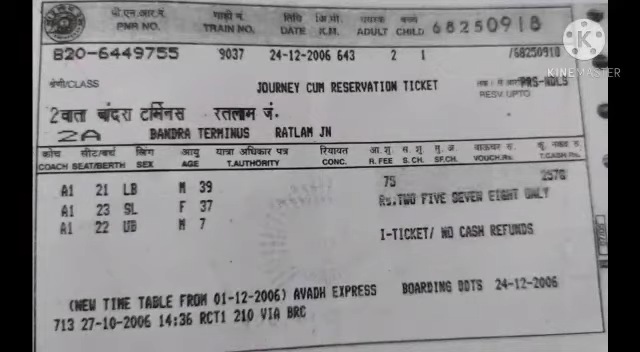 पी.एन.आर.नं. गाड़ी नं. तिथि कि.मी. वयस्क बच्चे 68250918
PNR NO. TRAIN NO. DATE K.M. ADULT CHILD
820-6449755 9037 24-12-2006 643 2 1 /68250918
KINEMASTER
श्रेणी/CLASS JOURNEY CUM RESERVATION TICKET PRS-NDLS
RESV.UPTO
2वाता बांदरा टर्मिनस रतलाम जं.
2A BANDRA TERMINUS RATLAM JN
कोच सीट/बर्थ लिंग आयु यात्रा अधिकार पत्र रियायत आ.शु. स.शु. सु.अ. वाउचर रु. कु. नकद रु.
COACH SEAT/BERTH SEX AGE T.AUTHORITY CONC. R.FEE S.CH. SF.CH. VOUCH.Rs. T.CASH Rs.
A1 21 LB M 39 75 2578
Rs.TWO FIVE SEVEN EIGHT ONLY
A1 23 SL F 37
A1 22 UB M 7 I-TICKET/ NO CASH REFUNDS
(NEW TIME TABLE FROM 01-12-2006) AVADH EXPRESS BOARDING BDTS 24-12-2006
713 27-10-2006 14:36 RCT1 210 VIA BRC